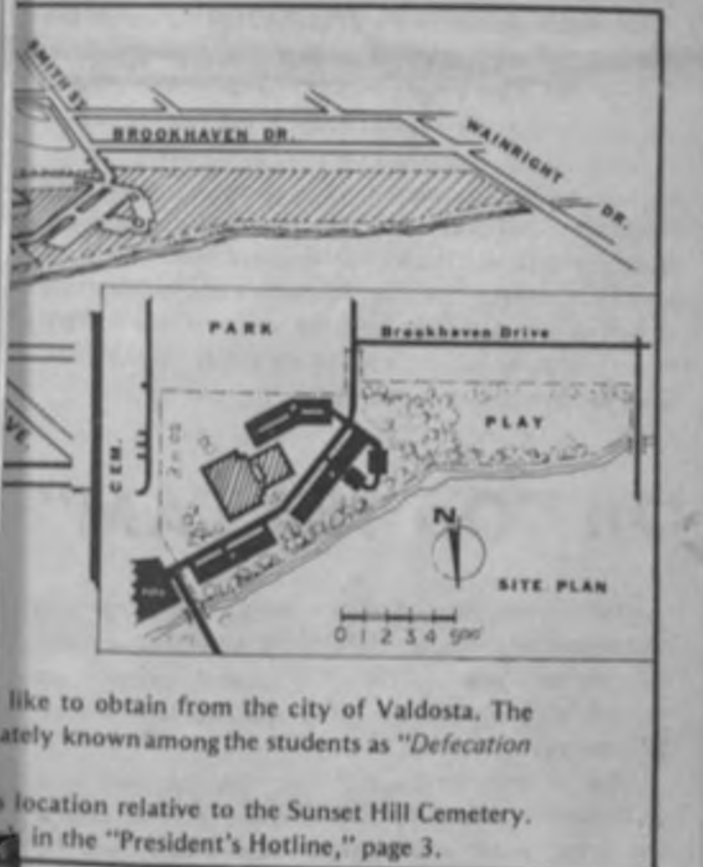 SMITH ST.
BROOKHAVEN DR.
WAINRIGHT DR.
PARK
Brookhaven Drive
PLAY
VE.
CEM.
N
SITE PLAN
0 1 2 3 4 500'
like to obtain from the city of Valdosta. The
ately known among the students as "Defecation
location relative to the Sunset Hill Cemetery.
in the "President's Hotline," page 3.